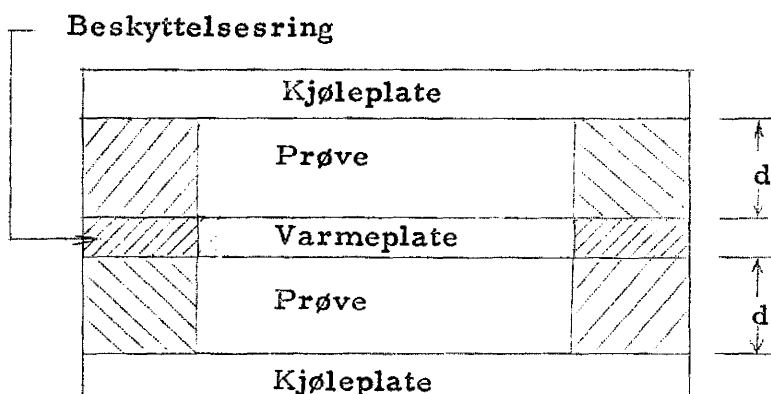 Beskyttelsesring
Kjøleplate
Prøve
d
Varmeplate
Prøve
d
Kjøleplate